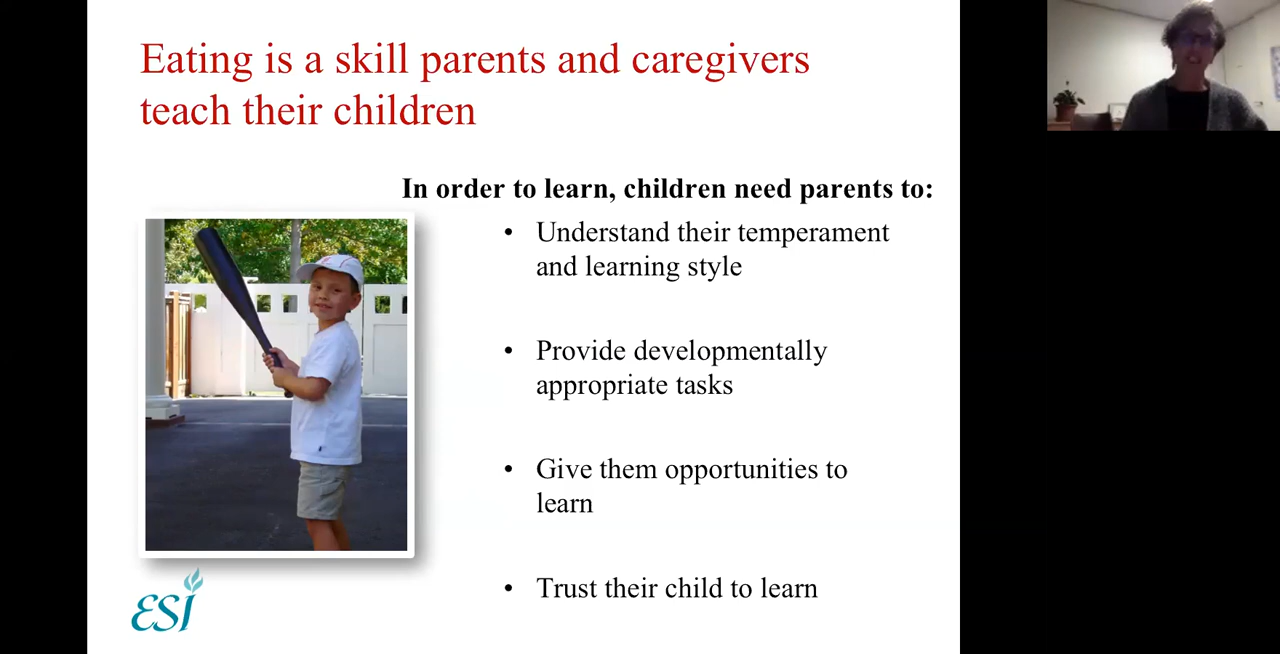 Eating is a skill parents and caregivers
teach their children
In order to learn, children need parents to:
• Understand their temperament
and learning style
• Provide developmentally
appropriate tasks
• Give them opportunities to
learn
• Trust their child to learn
ESI